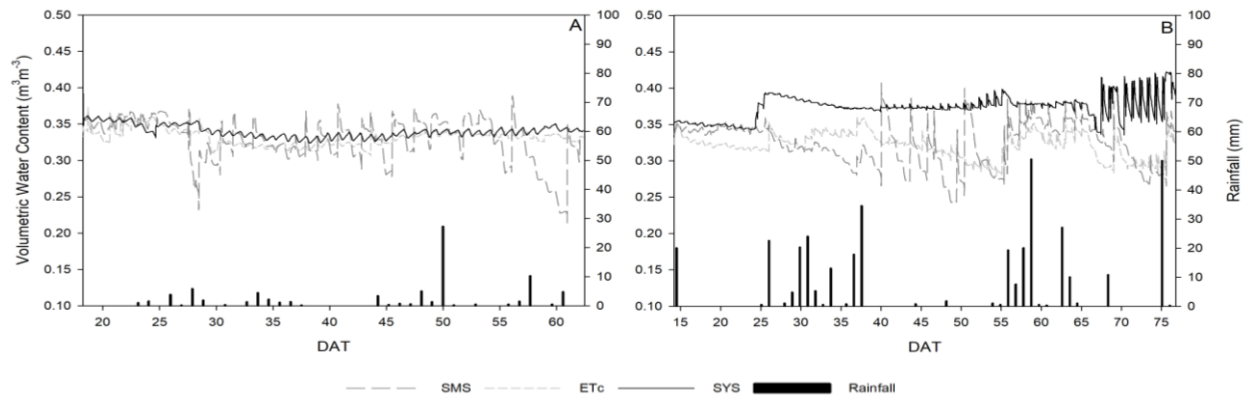 0.50 100 0.50 100
A B
0.45 90 0.45 90
0.40 80 0.40 80
0.35 70 0.35 70
0.30 60 0.30 60
50 50
0.25 40 0.25 40
0.20 30 0.20 30
0.15 20 0.15 20
10 10
0.10 0 0.10 0
Volumetric Water Content (m³m⁻³)
Rainfall (mm)
20 25 30 35 40 45 50 55 60
15 20 25 30 35 40 45 50 55 60 65 70 75
DAT DAT
SMS ETc SYS Rainfall